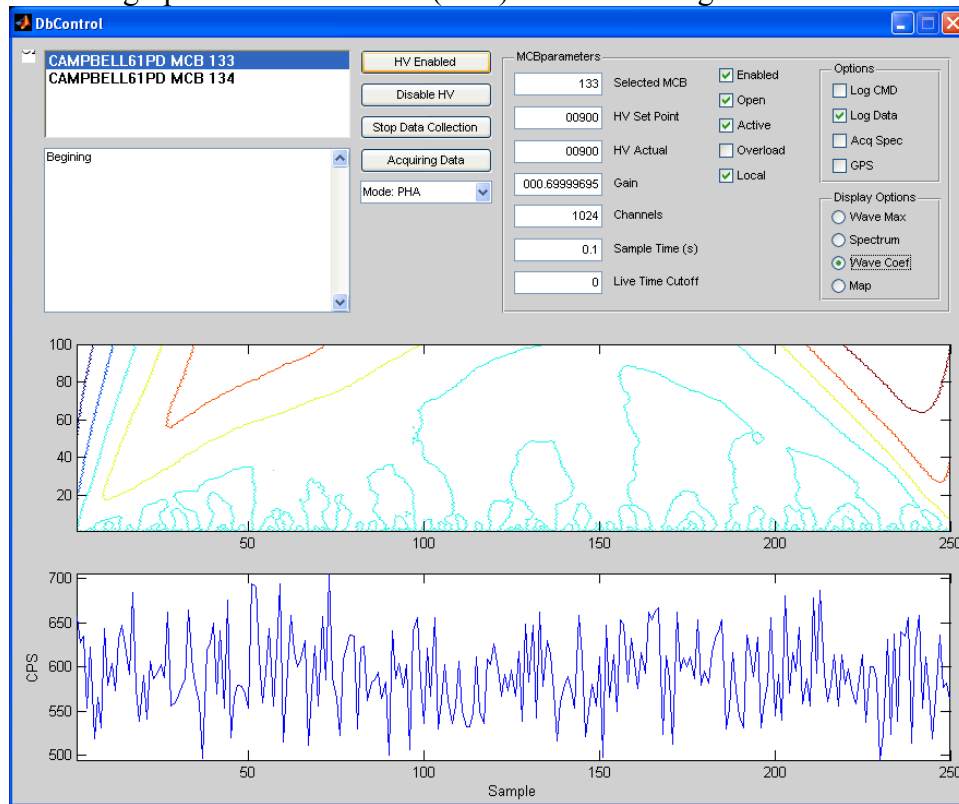 DbControl
CAMPBELL61PD MCB 133
CAMPBELL61PD MCB 134
Begining
HV Enabled
Disable HV
Stop Data Collection
Acquiring Data
Mode: PHA
MCBparameters
133 Selected MCB
00900 HV Set Point
00900 HV Actual
000.69999695 Gain
1024 Channels
0.1 Sample Time (s)
0 Live Time Cutoff
Enabled
Open
Active
Overload
Local
Options
Log CMD
Log Data
Acq Spec
GPS
Display Options
Wave Max
Spectrum
Wave Coef
Map
100
80
60
40
20
50 100 150 200 250
700
650
600
550
500
CPS
50 100 150 200 250
Sample